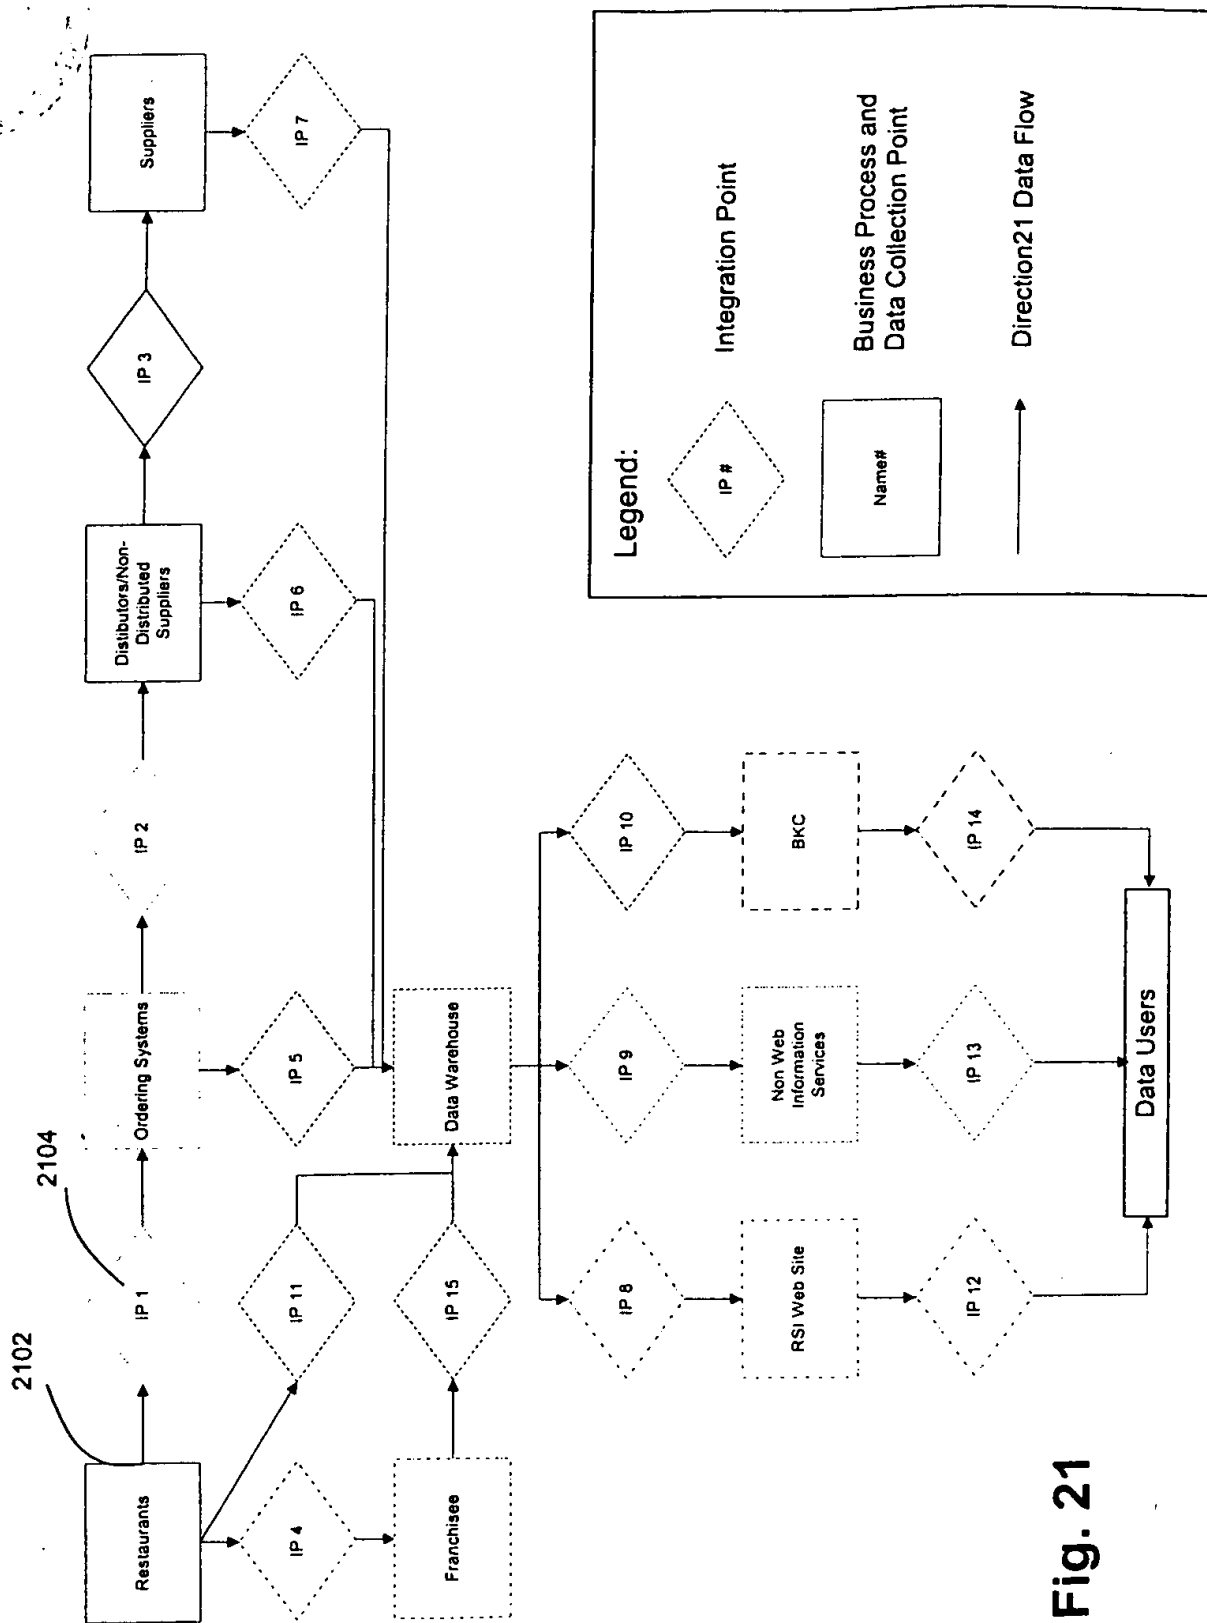 2102
2104
Restaurants
IP 1
Ordering Systems
IP 2
Distibutors/Non-
Distributed
Suppliers
IP 3
Suppliers
IP 4
IP 11
IP 5
IP 6
IP 7
Franchisee
IP 15
Data Warehouse
IP 8
IP 9
IP 10
RSI Web Site
Non Web
Information
Services
BKC
IP 12
IP 13
IP 14
Data Users
Legend:
IP #
Integration Point
Name#
Business Process and
Data Collection Point
Direction21 Data Flow
Fig. 21